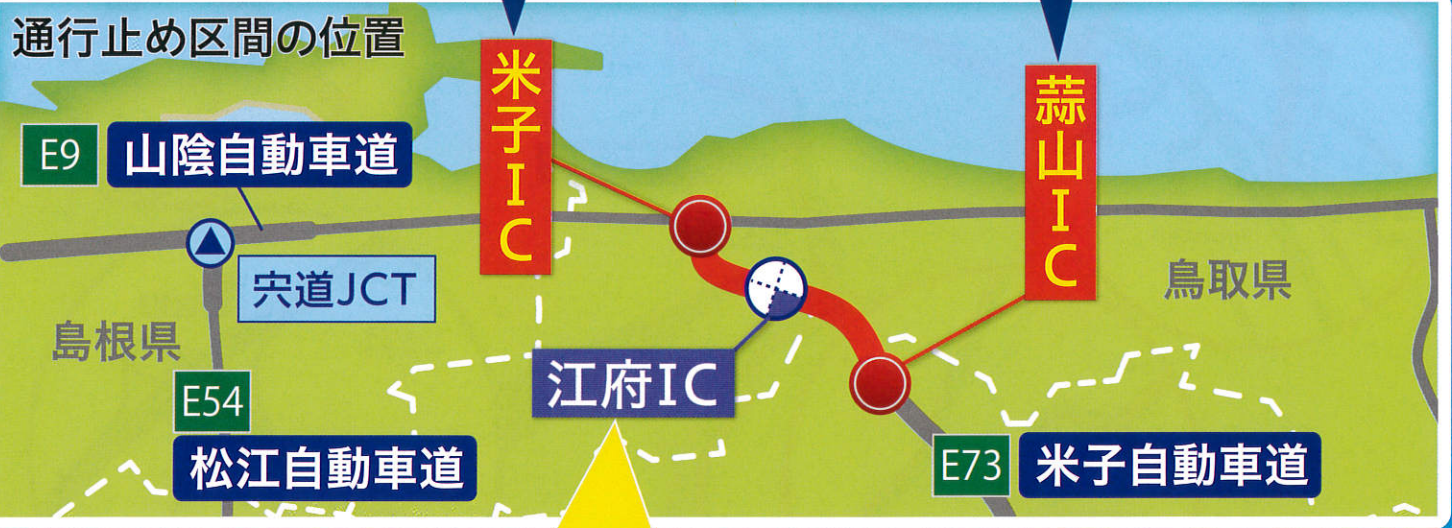 通行止め区間の位置
米子IC
蒜山IC
E9 山陰自動車道
宍道JCT
鳥取県
島根県
江府IC
E54
松江自動車道
E73 米子自動車道